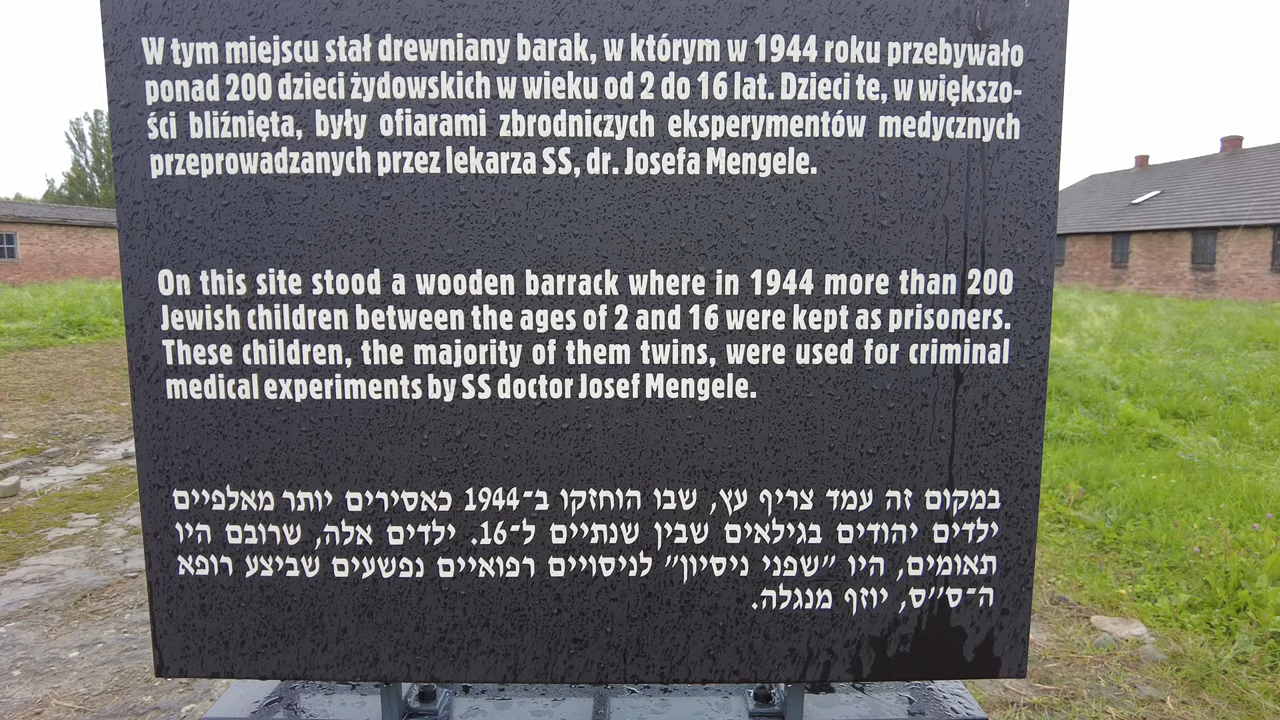 W tym miejscu stał drewniany barak, w którym w 1944 roku przebywało
ponad 200 dzieci żydowskich w wieku od 2 do 16 lat. Dzieci te, w większo-
ści bliźnięta, były ofiarami zbrodniczych eksperymentów medycznych
przeprowadzanych przez lekarza SS, dr. Josefa Mengele.
On this site stood a wooden barrack where in 1944 more than 200
Jewish children between the ages of 2 and 16 were kept as prisoners.
These children, the majority of them twins, were used for criminal
medical experiments by SS doctor Josef Mengele.
במקום זה עמד צריף עץ, שבו הוחזקו ב־1944 כאסירים יותר מאלפיים
ילדים יהודים בגילאים שבין שנתיים ל־16. ילדים אלה, שרובם היו
תאומים, היו "שפני ניסיון" לניסויים רפואיים נפשעים שביצע רופא
ה־ס״ס, יוזף מנגלה.